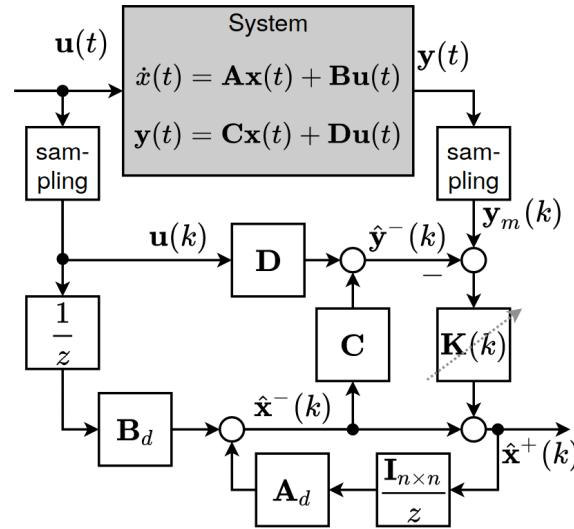 System
u(t)
ẋ(t) = Ax(t) + Bu(t)
y(t)
y(t) = Cx(t) + Du(t)
sam-
pling
sam-
pling
y_m(k)
u(k)
D
ŷ⁻(k)
−
1
z
C
K(k)
B_d
x̂⁻(k)
x̂⁺(k)
A_d
I_{n×n}
z